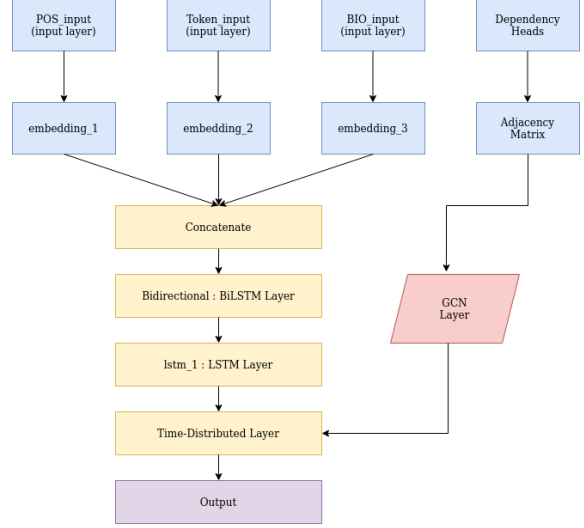 POS_input
(input layer)
Token_input
(input layer)
BIO_input
(input layer)
Dependency
Heads
embedding_1
embedding_2
embedding_3
Adjacency
Matrix
Concatenate
Bidirectional : BiLSTM Layer
GCN
Layer
lstm_1 : LSTM Layer
Time-Distributed Layer
Output